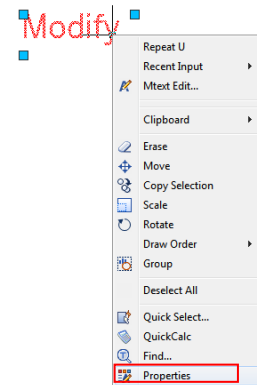 Modify
Repeat U
Recent Input
Mtext Edit...
Clipboard
Erase
Move
Copy Selection
Scale
Rotate
Draw Order
Group
Deselect All
Quick Select...
QuickCalc
Find...
Properties